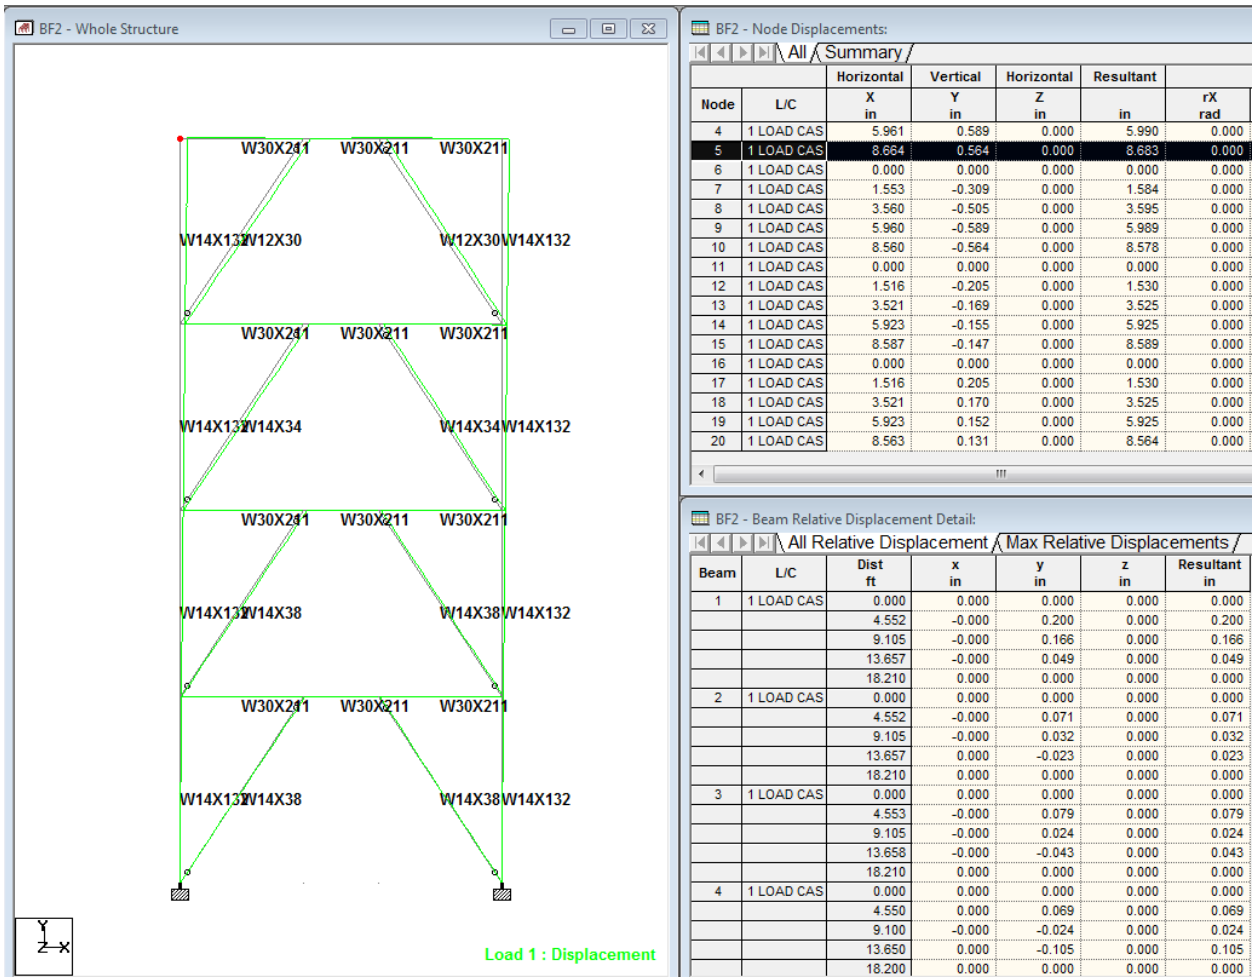 BF2 - Whole Structure
W30X211 W30X211 W30X211
W14X132 W12X30 W12X30 W14X132
W30X211 W30X211 W30X211
W14X132 W14X34 W14X34 W14X132
W30X211 W30X211 W30X211
W14X132 W14X38 W14X38 W14X132
W30X211 W30X211 W30X211
W14X132 W14X38 W14X38 W14X132
Y
Z X
Load 1 : Displacement
BF2 - Node Displacements:
All Summary
Horizontal Vertical Horizontal Resultant
Node L/C X in Y in Z in in rX rad
4 1 LOAD CAS 5.961 0.589 0.000 5.990 0.000
5 1 LOAD CAS 8.664 0.564 0.000 8.683 0.000
6 1 LOAD CAS 0.000 0.000 0.000 0.000 0.000
7 1 LOAD CAS 1.553 -0.309 0.000 1.584 0.000
8 1 LOAD CAS 3.560 -0.505 0.000 3.595 0.000
9 1 LOAD CAS 5.960 -0.589 0.000 5.989 0.000
10 1 LOAD CAS 8.560 -0.564 0.000 8.578 0.000
11 1 LOAD CAS 0.000 0.000 0.000 0.000 0.000
12 1 LOAD CAS 1.516 -0.205 0.000 1.530 0.000
13 1 LOAD CAS 3.521 -0.169 0.000 3.525 0.000
14 1 LOAD CAS 5.923 -0.155 0.000 5.925 0.000
15 1 LOAD CAS 8.587 -0.147 0.000 8.589 0.000
16 1 LOAD CAS 0.000 0.000 0.000 0.000 0.000
17 1 LOAD CAS 1.516 0.205 0.000 1.530 0.000
18 1 LOAD CAS 3.521 0.170 0.000 3.525 0.000
19 1 LOAD CAS 5.923 0.152 0.000 5.925 0.000
20 1 LOAD CAS 8.563 0.131 0.000 8.564 0.000
BF2 - Beam Relative Displacement Detail:
All Relative Displacement Max Relative Displacements
Beam L/C Dist ft x in y in z in Resultant in
1 1 LOAD CAS 0.000 0.000 0.000 0.000 0.000
4.552 -0.000 0.200 0.000 0.200
9.105 -0.000 0.166 0.000 0.166
13.657 -0.000 0.049 0.000 0.049
18.210 0.000 0.000 0.000 0.000
2 1 LOAD CAS 0.000 0.000 0.000 0.000 0.000
4.552 -0.000 0.071 0.000 0.071
9.105 -0.000 0.032 0.000 0.032
13.657 0.000 -0.023 0.000 0.023
18.210 0.000 0.000 0.000 0.000
3 1 LOAD CAS 0.000 0.000 0.000 0.000 0.000
4.553 -0.000 0.079 0.000 0.079
9.105 -0.000 0.024 0.000 0.024
13.658 -0.000 -0.043 0.000 0.043
18.210 0.000 0.000 0.000 0.000
4 1 LOAD CAS 0.000 0.000 0.000 0.000 0.000
4.550 0.000 0.069 0.000 0.069
9.100 -0.000 -0.024 0.000 0.024
13.650 0.000 -0.105 0.000 0.105
18.200 0.000 0.000 0.000 0.000